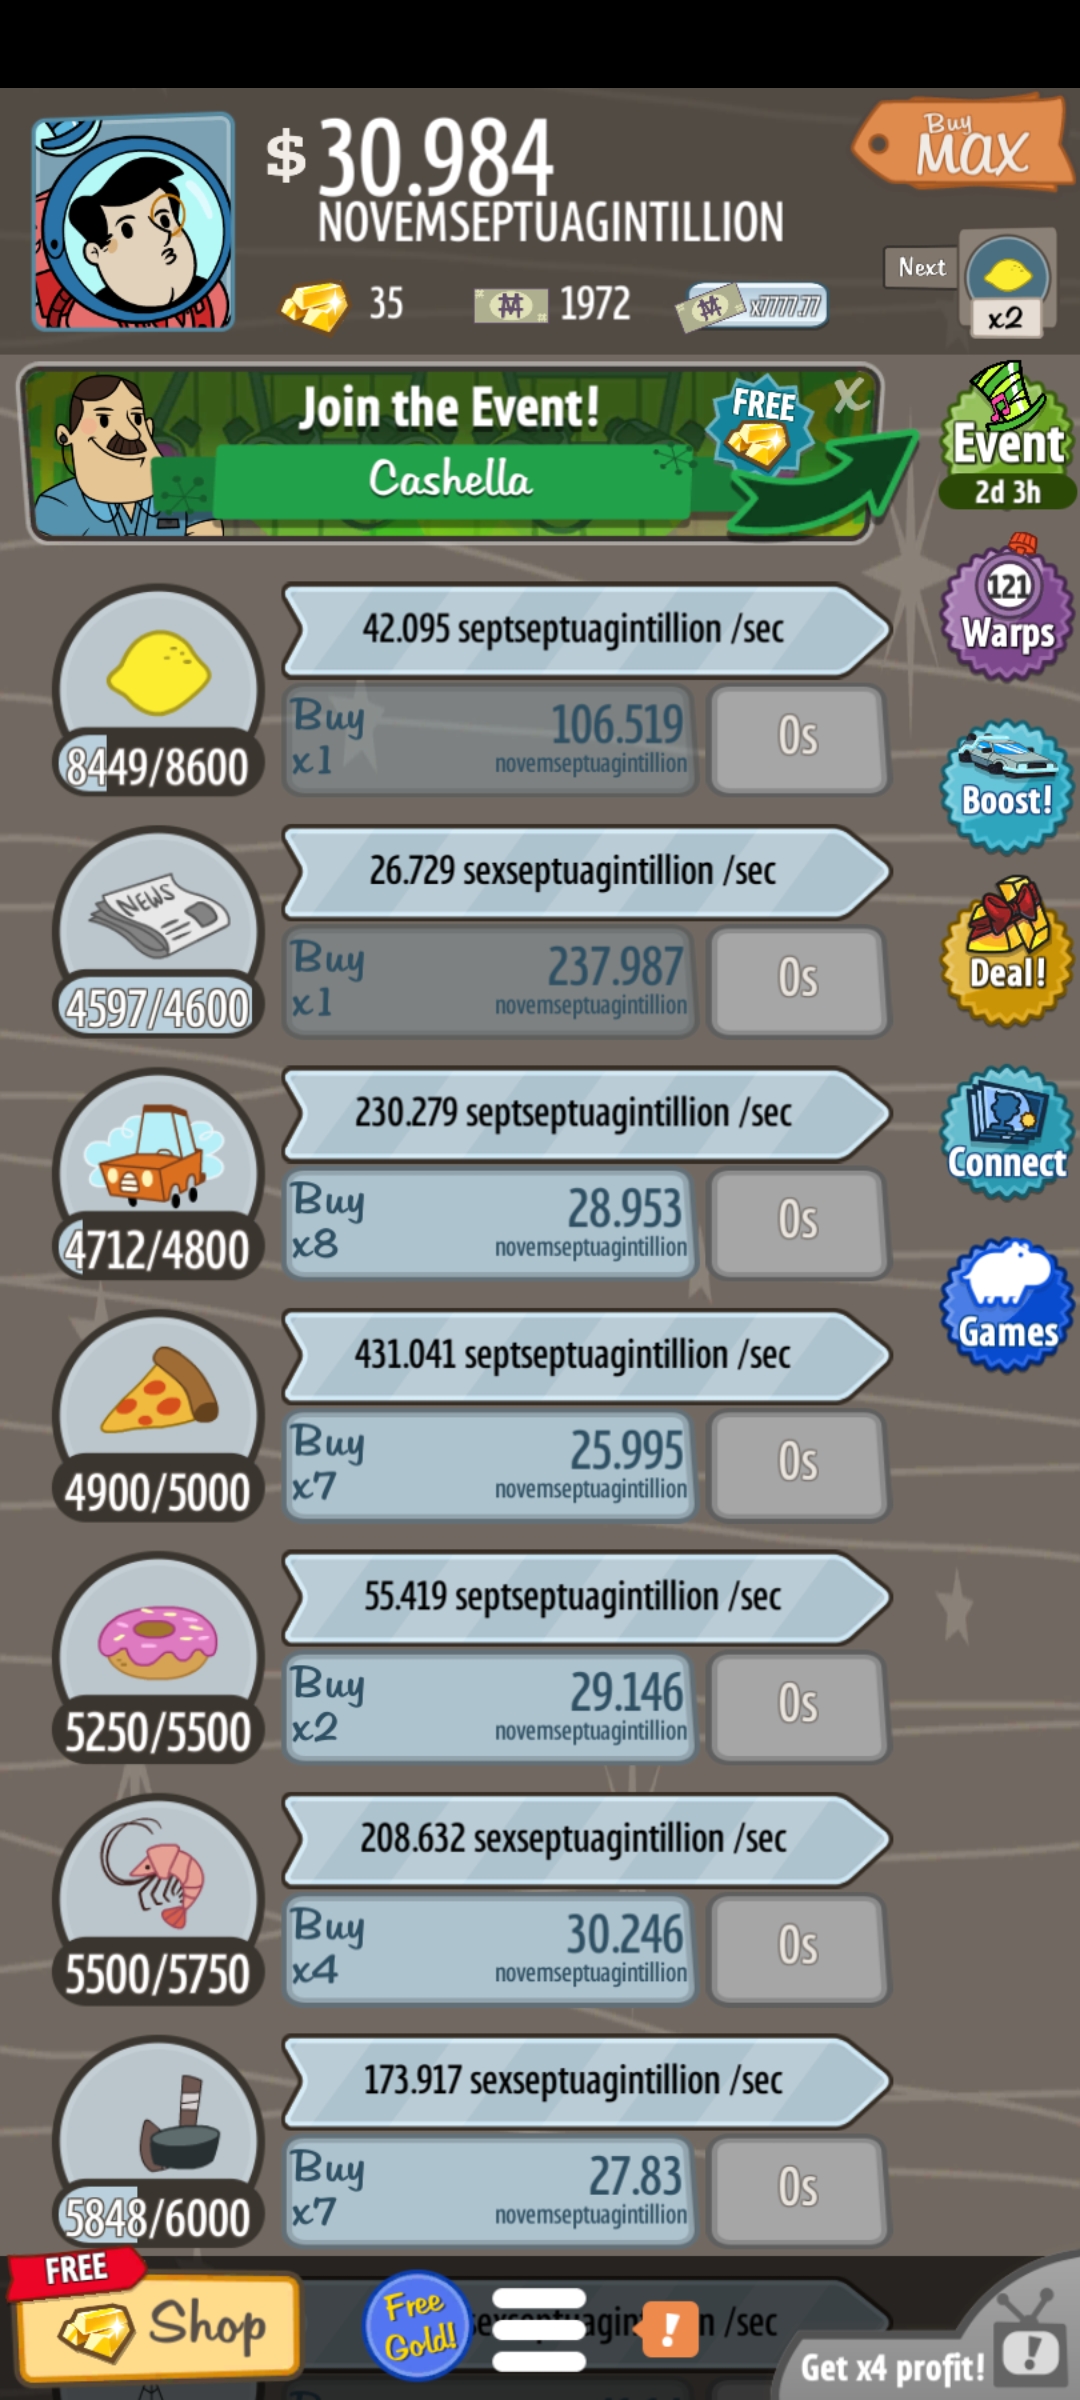 $ 30.984
NOVEMSEPTUAGINTILLION
Buy
MAX
35
1972
x7777.77
Next
x2
Join the Event!
Cashella
FREE
X
Event
2d 3h
121
Warps
Boost!
Deal!
Connect
Games
42.095 septseptuagintillion /sec
8449/8600
Buy
x1
106.519
novemseptuagintillion
0s
26.729 sexseptuagintillion /sec
NEWS
4597/4600
Buy
x1
237.987
novemseptuagintillion
0s
230.279 septseptuagintillion /sec
4712/4800
Buy
x8
28.953
novemseptuagintillion
0s
431.041 septseptuagintillion /sec
4900/5000
Buy
x7
25.995
novemseptuagintillion
0s
55.419 septseptuagintillion /sec
5250/5500
Buy
x2
29.146
novemseptuagintillion
0s
208.632 sexseptuagintillion /sec
5500/5750
Buy
x4
30.246
novemseptuagintillion
0s
173.917 sexseptuagintillion /sec
5848/6000
Buy
x7
27.83
novemseptuagintillion
0s
FREE
Shop
Free
Gold!
!
/sec
Get x4 profit!
!